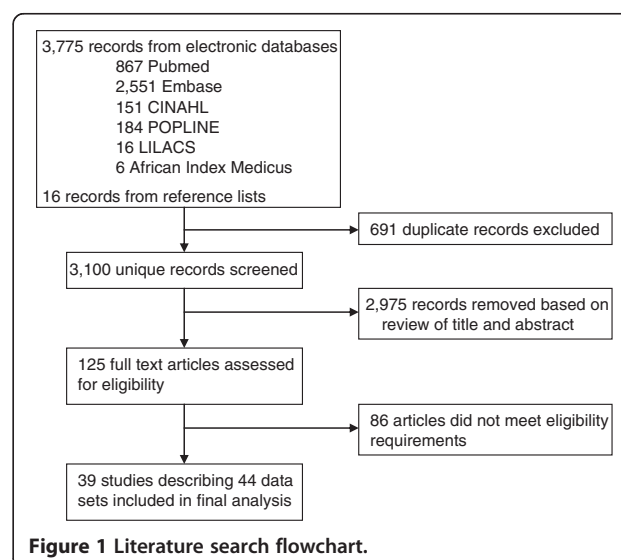 3,775 records from electronic databases
867 Pubmed
2,551 Embase
151 CINAHL
184 POPLINE
16 LILACS
6 African Index Medicus
16 records from reference lists
691 duplicate records excluded
3,100 unique records screened
2,975 records removed based on
review of title and abstract
125 full text articles assessed
for eligibility
86 articles did not meet eligibility
requirements
39 studies describing 44 data
sets included in final analysis
Figure 1 Literature search flowchart.